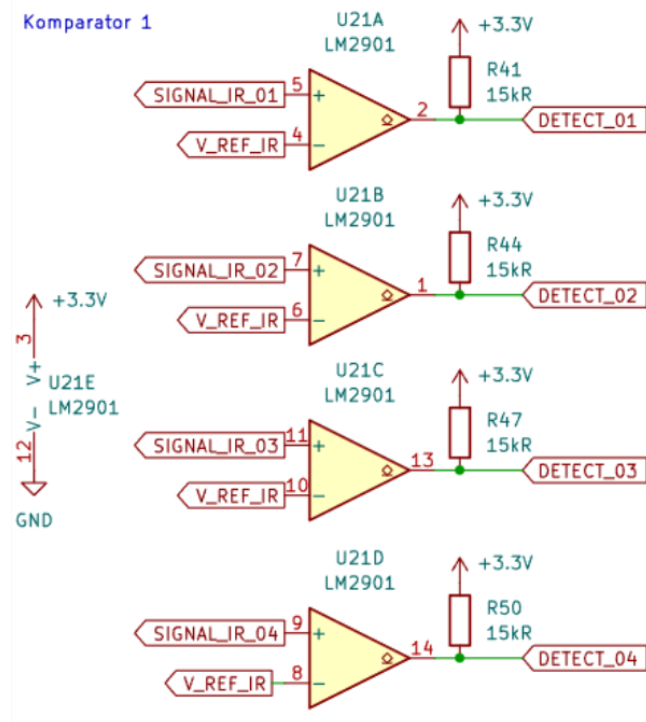 Komparator 1
U21A
LM2901
+3.3V
R41
15kR
SIGNAL_IR_01
5
+
2
DETECT_01
V_REF_IR
4
−
U21B
LM2901
+3.3V
R44
15kR
SIGNAL_IR_02
7
+
1
DETECT_02
V_REF_IR
6
−
+3.3V
3
V+
U21E
LM2901
V−
12
GND
U21C
LM2901
+3.3V
R47
15kR
SIGNAL_IR_03
11
+
13
DETECT_03
V_REF_IR
10
−
U21D
LM2901
+3.3V
R50
15kR
SIGNAL_IR_04
9
+
14
DETECT_04
V_REF_IR
8
−